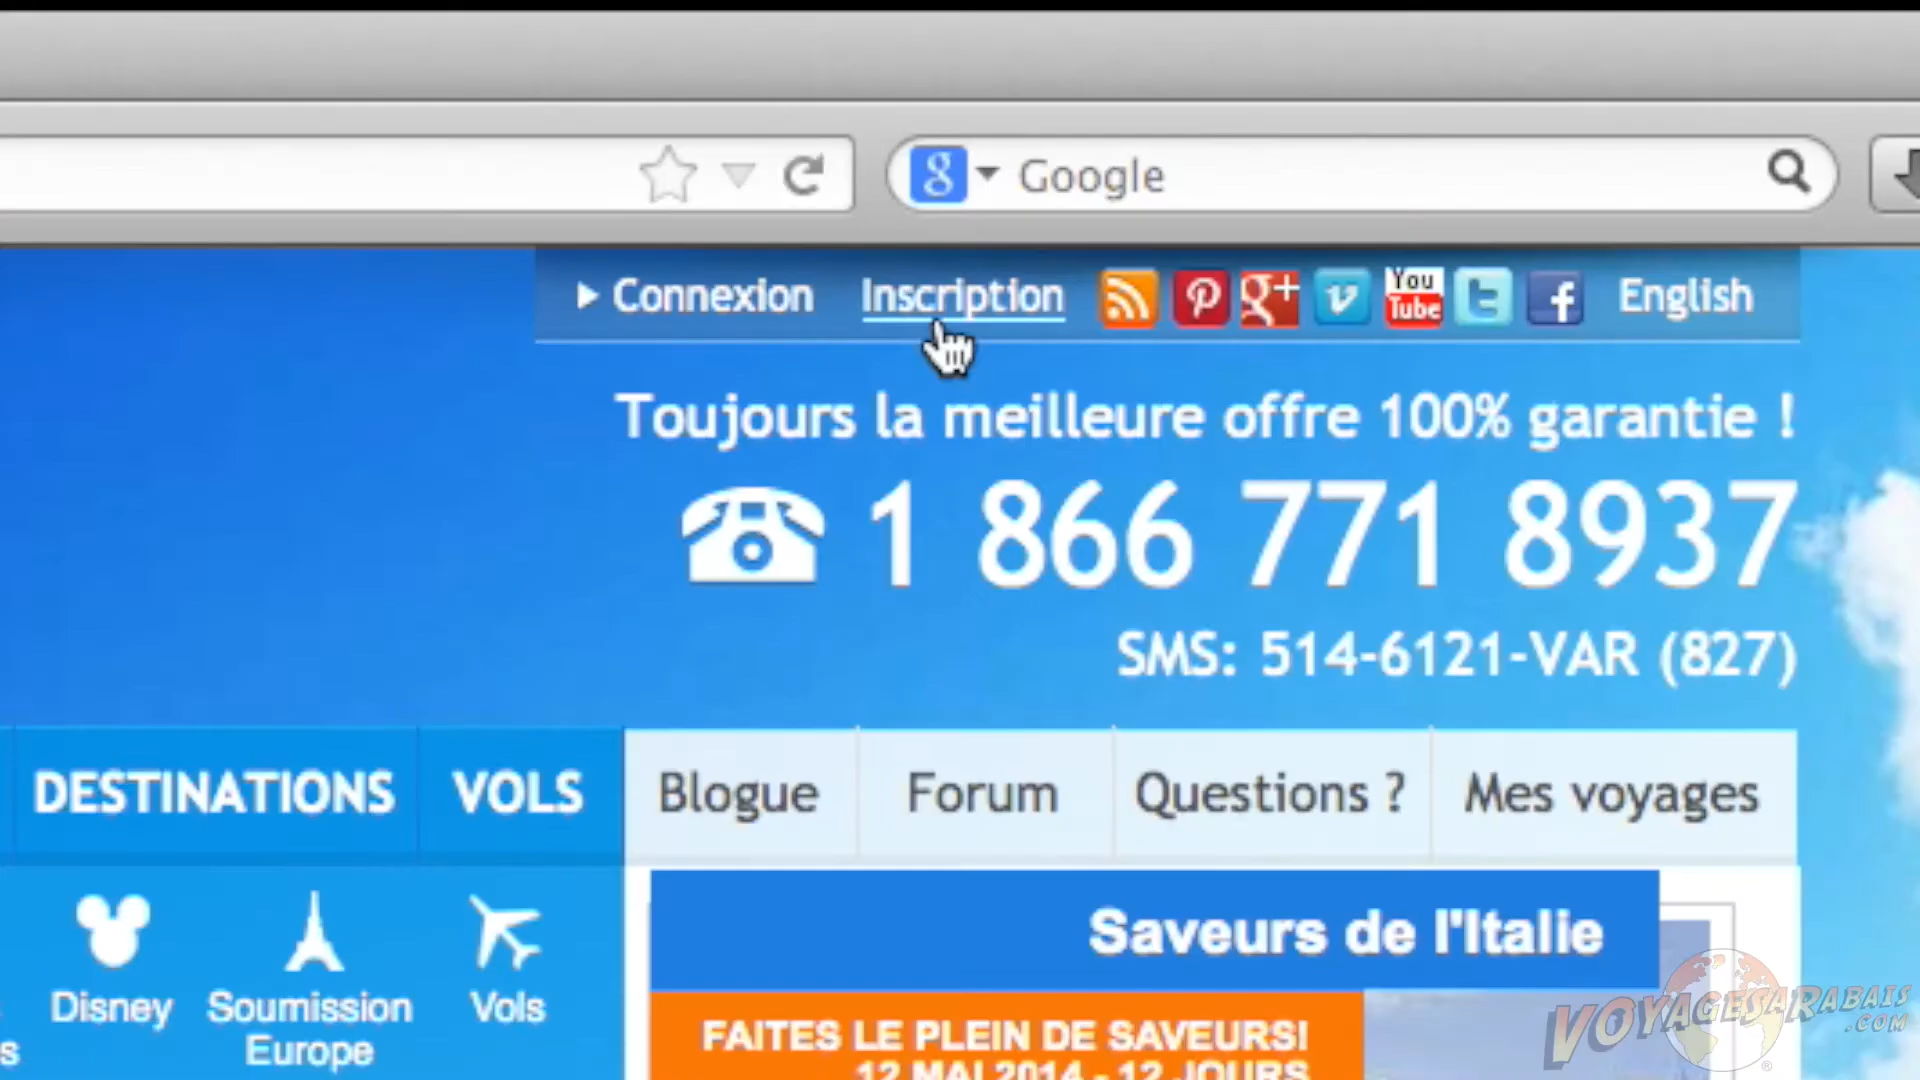 Google
Connexion Inscription You Tube English
Toujours la meilleure offre 100% garantie !
1 866 771 8937
SMS: 514-6121-VAR (827)
DESTINATIONS VOLS Blogue Forum Questions ? Mes voyages
Disney Soumission Europe Vols
Saveurs de l'Italie
FAITES LE PLEIN DE SAVEURS!
12 MAI 2014 - 12 JOURS
VOYAGESARABAIS
.COM